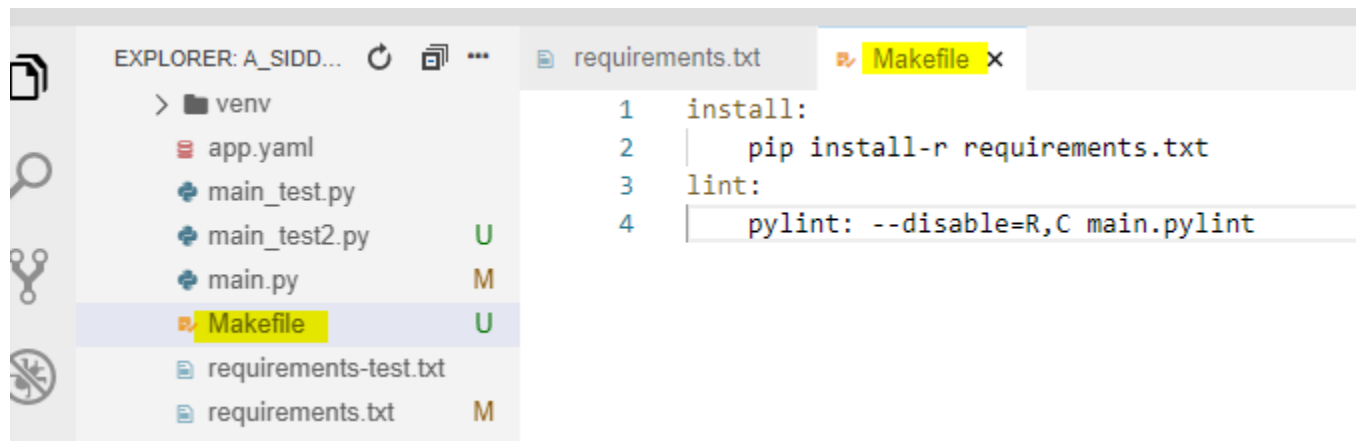 EXPLORER: A_SIDD...
venv
app.yaml
main_test.py
main_test2.py U
main.py M
Makefile U
requirements-test.txt
requirements.txt M
requirements.txt Makefile
1 install:
2 pip install-r requirements.txt
3 lint:
4 pylint: --disable=R,C main.pylint